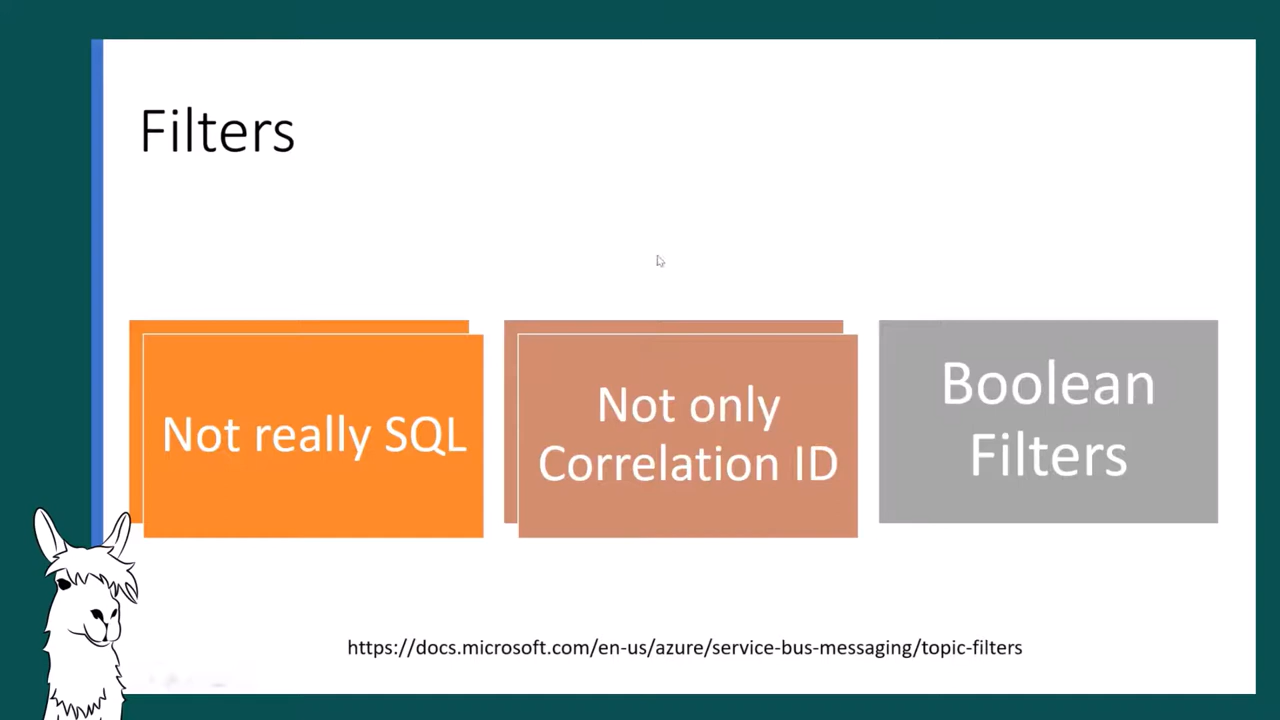 Filters
Not really SQL
Not only
Correlation ID
Boolean
Filters
https://docs.microsoft.com/en-us/azure/service-bus-messaging/topic-filters